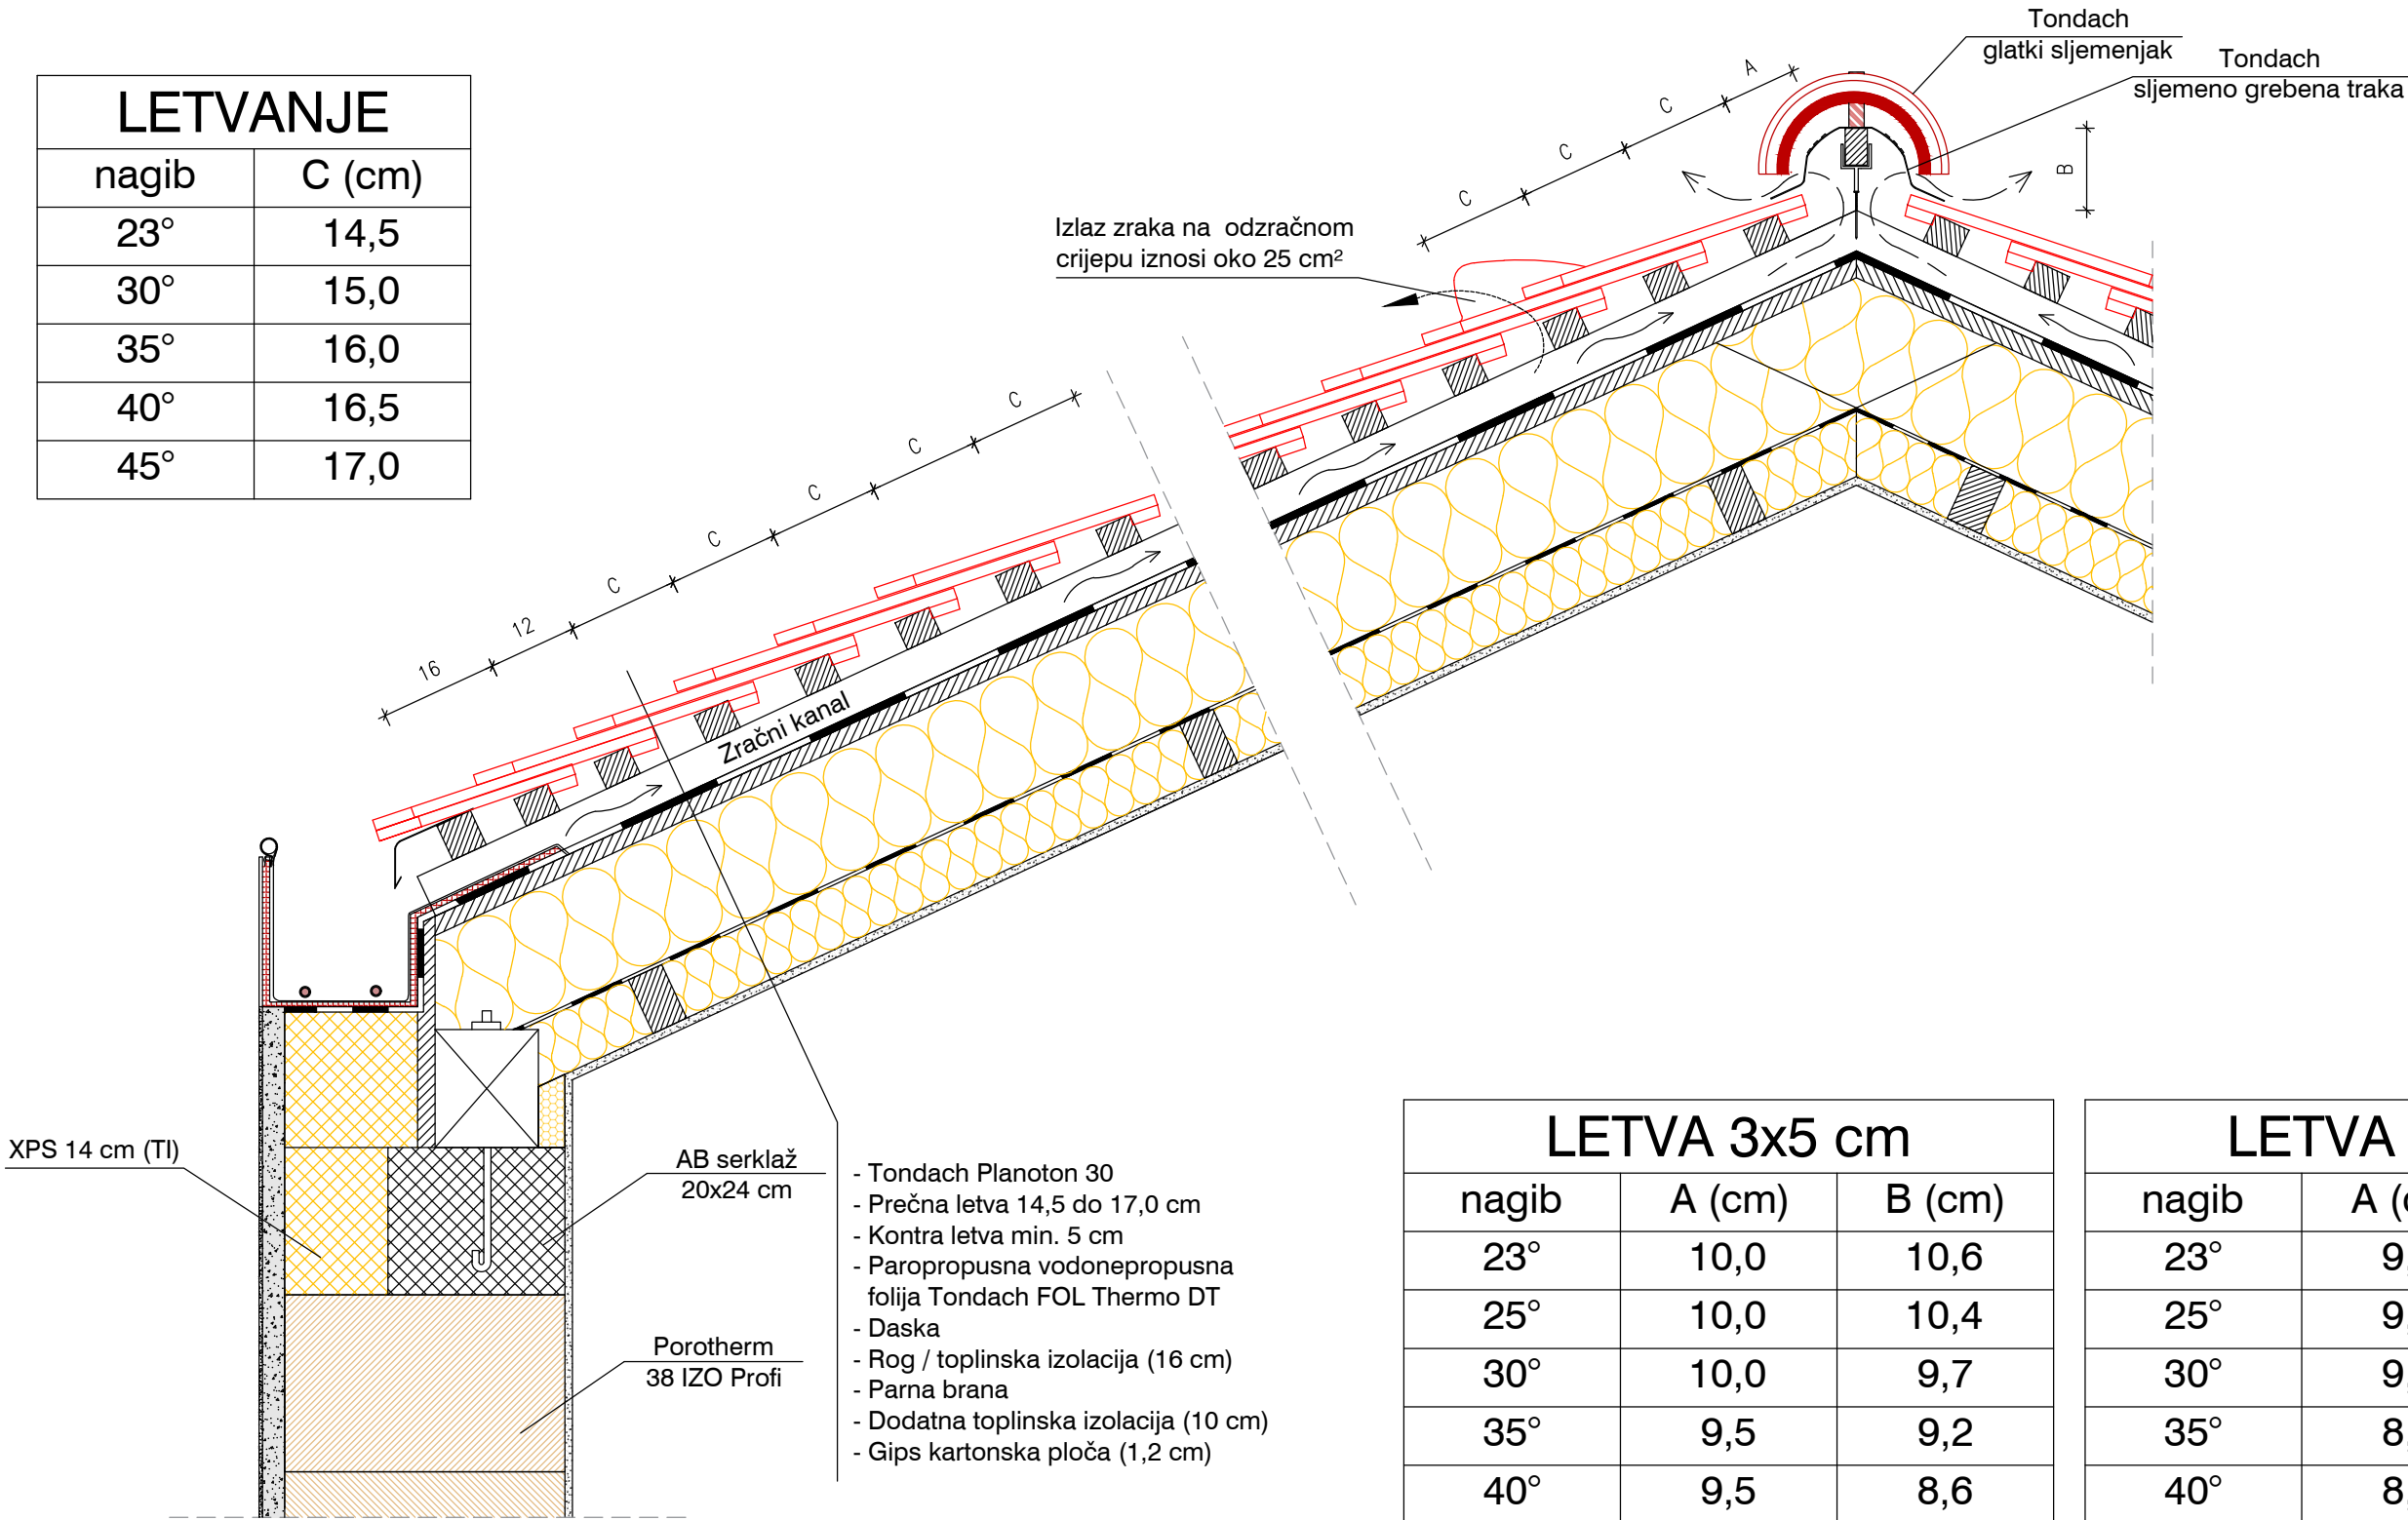 Tondach
glatki sljemenjak
Tondach
sljemeno grebena traka
LETVANJE
nagib C (cm)
23° 14,5
30° 15,0
35° 16,0
40° 16,5
45° 17,0
A
C
C
C
B
Izlaz zraka na odzračnom
crijepu iznosi oko 25 cm²
C
C
C
C
C
12
16
Zračni kanal
XPS 14 cm (TI)
AB serklaž
20x24 cm
Porotherm
38 IZO Profi
- Tondach Planoton 30
- Prečna letva 14,5 do 17,0 cm
- Kontra letva min. 5 cm
- Paropropusna vodonepropusna
folija Tondach FOL Thermo DT
- Daska
- Rog / toplinska izolacija (16 cm)
- Parna brana
- Dodatna toplinska izolacija (10 cm)
- Gips kartonska ploča (1,2 cm)
LETVA 3x5 cm
nagib A (cm) B (cm)
23° 10,0 10,6
25° 10,0 10,4
30° 10,0 9,7
35° 9,5 9,2
40° 9,5 8,6
LETVA
nagib A
23°
25°
30°
35°
40°